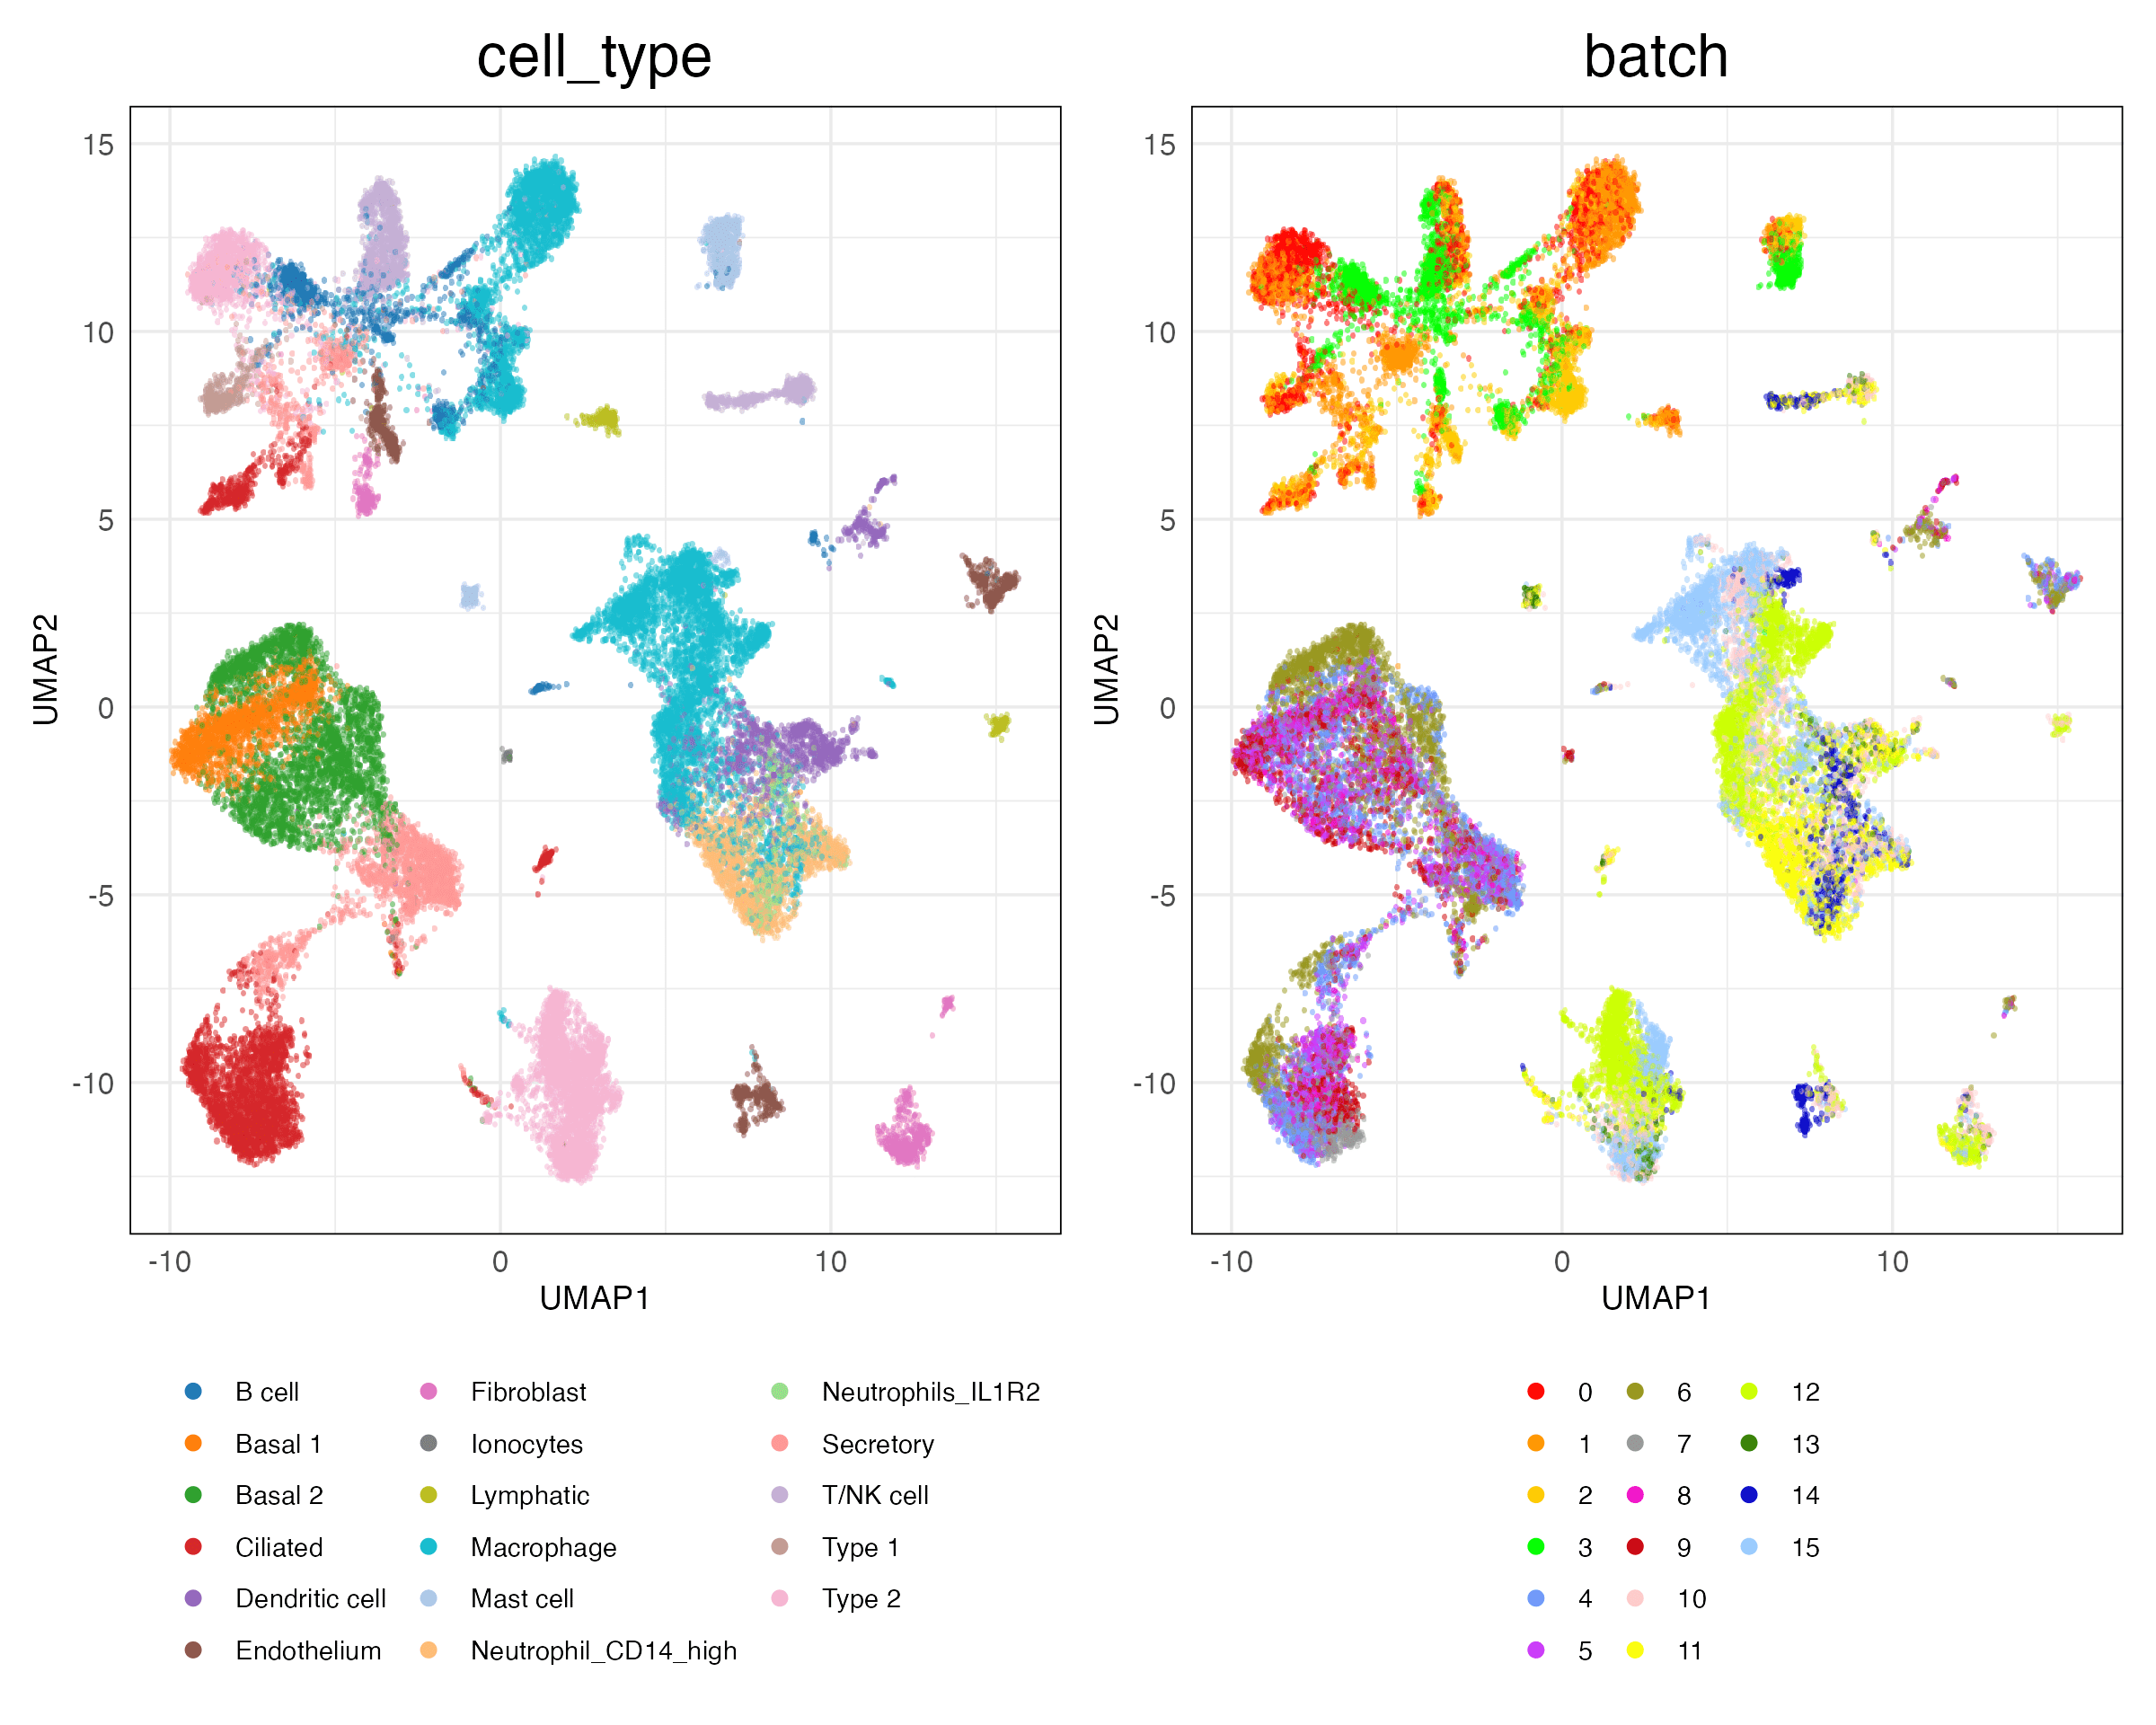 cell_type
batch
15
10
5
0
-5
-10
UMAP2
-10 0 10
UMAP1
15
10
5
0
-5
-10
UMAP2
-10 0 10
UMAP1
B cell
Basal 1
Basal 2
Ciliated
Dendritic cell
Endothelium
Fibroblast
Ionocytes
Lymphatic
Macrophage
Mast cell
Neutrophil_CD14_high
Neutrophils_IL1R2
Secretory
T/NK cell
Type 1
Type 2
0
1
2
3
4
5
6
7
8
9
10
11
12
13
14
15